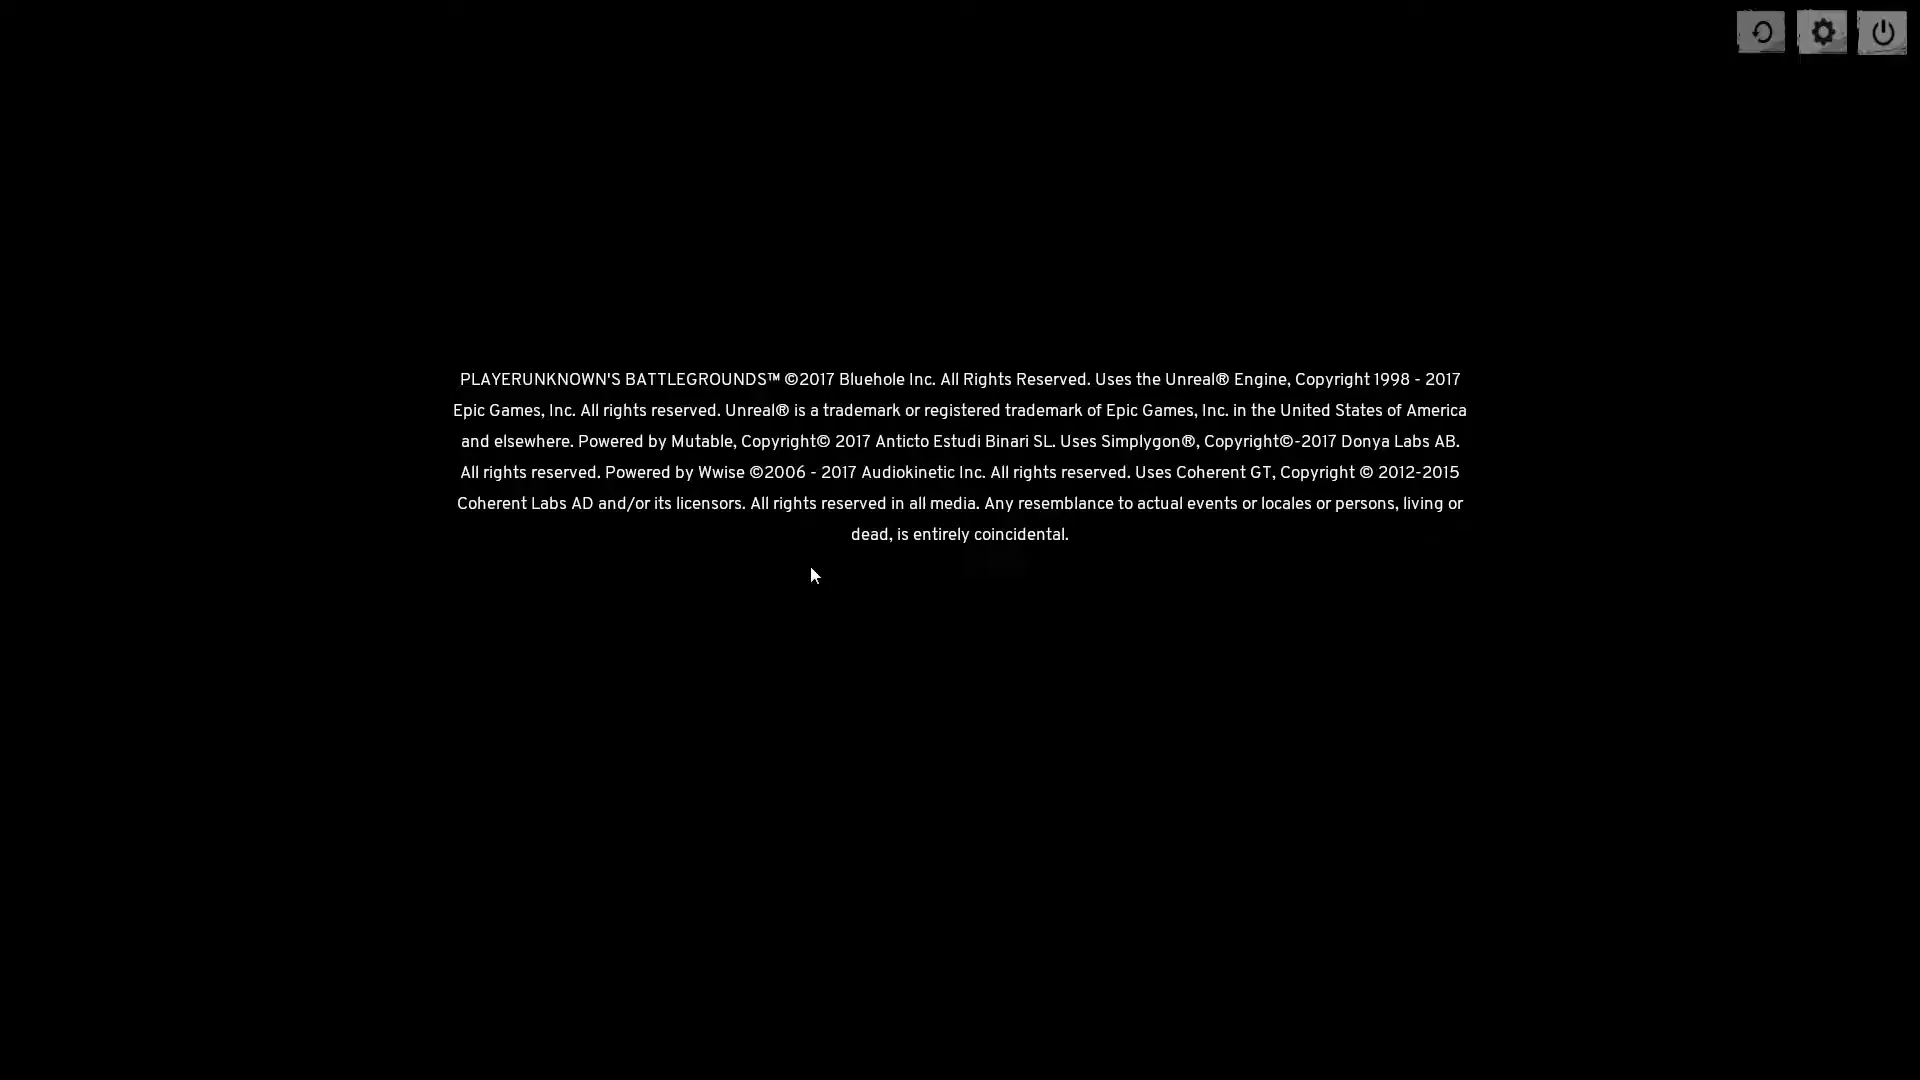 PLAYERUNKNOWN'S BATTLEGROUNDS™ ©2017 Bluehole Inc. All Rights Reserved. Uses the Unreal® Engine, Copyright 1998 - 2017
Epic Games, Inc. All rights reserved. Unreal® is a trademark or registered trademark of Epic Games, Inc. in the United States of America
and elsewhere. Powered by Mutable, Copyright© 2017 Anticto Estudi Binari SL. Uses Simplygon®, Copyright©-2017 Donya Labs AB.
All rights reserved. Powered by Wwise ©2006 - 2017 Audiokinetic Inc. All rights reserved. Uses Coherent GT, Copyright © 2012-2015
Coherent Labs AD and/or its licensors. All rights reserved in all media. Any resemblance to actual events or locales or persons, living or
dead, is entirely coincidental.